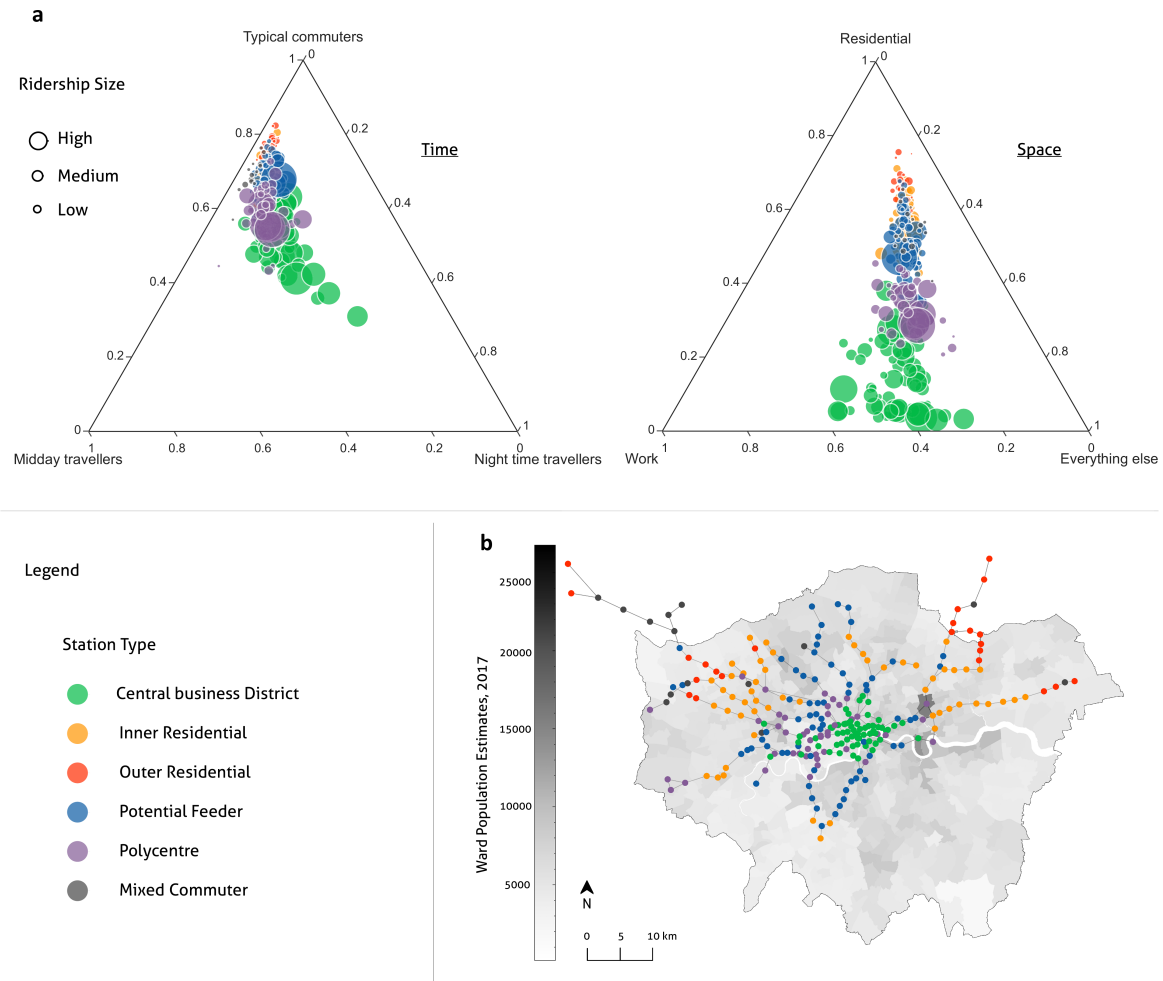 a
Typical commuters
1
0
Ridership Size
High
Medium
Low
0.8
0.2
Time
0.6
0.4
0.4
0.6
0.2
0.8
0
1
1
0.8
0.6
0.4
0.2
0
Midday travellers
Night time travellers
Residential
1
0
0.8
0.2
Space
0.6
0.4
0.4
0.6
0.2
0.8
0
1
1
0.8
0.6
0.4
0.2
0
Work
Everything else
Legend
Station Type
Central business District
Inner Residential
Outer Residential
Potential Feeder
Polycentre
Mixed Commuter
b
Ward Population Estimates, 2017
25000
20000
15000
10000
5000
N
0 5 10 km